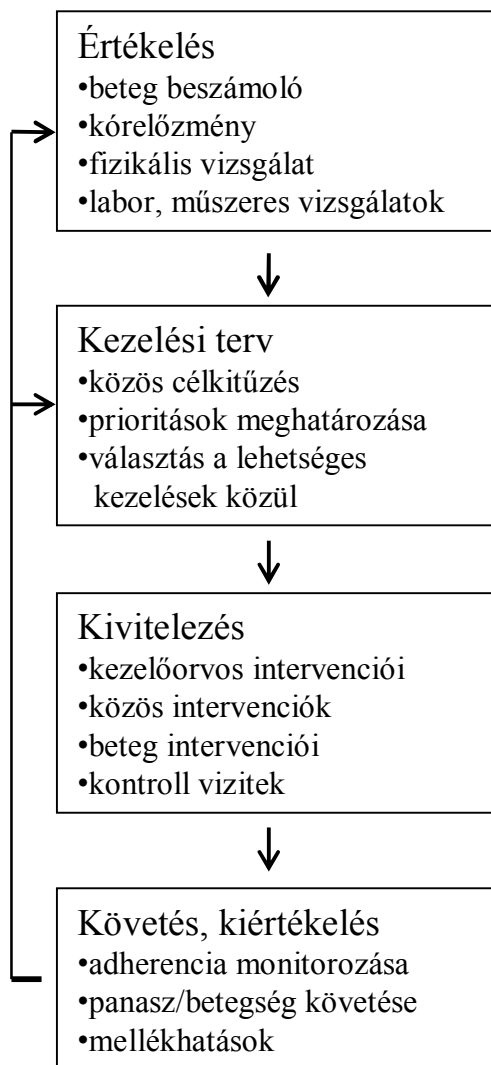 Értékelés
•beteg beszámoló
•kórelőzmény
•fizikális vizsgálat
•labor, műszeres vizsgálatok
Kezelési terv
•közös célkitűzés
•prioritások meghatározása
•választás a lehetséges
kezelések közül
Kivitelezés
•kezelőorvos intervenciói
•közös intervenciók
•beteg intervenciói
•kontroll vizitek
Követés, kiértékelés
•adherencia monitorozása
•panasz/betegség követése
•mellékhatások